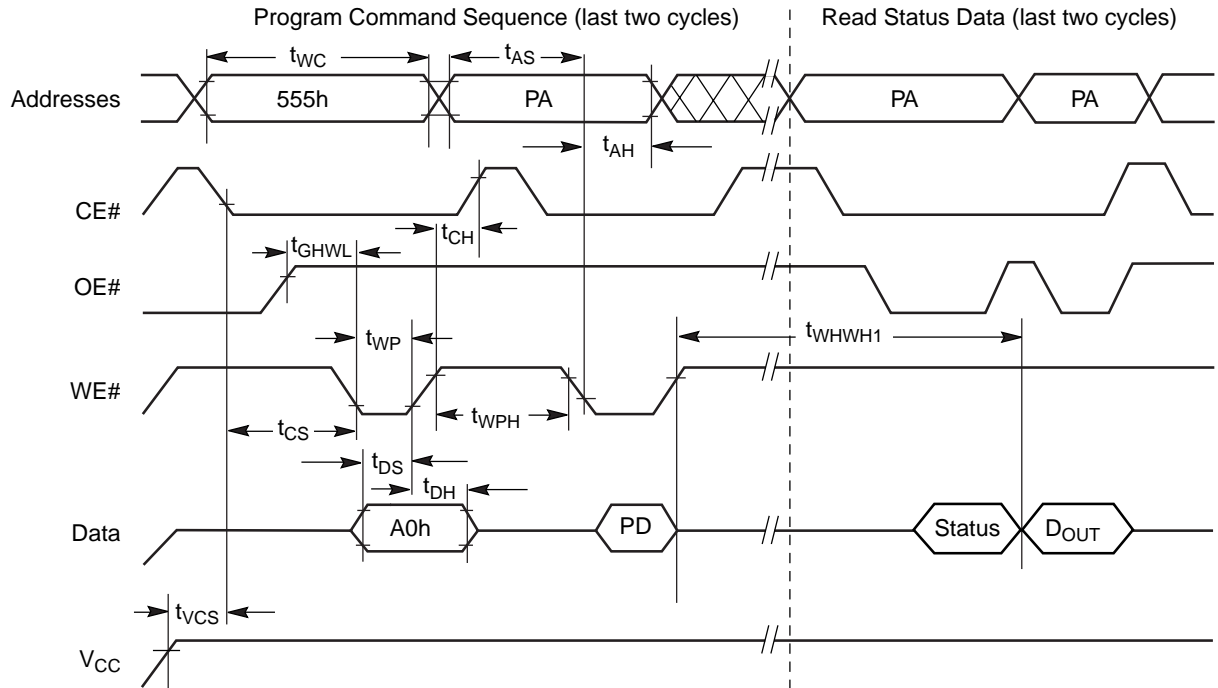 Program Command Sequence (last two cycles)
Read Status Data (last two cycles)
tWC
tAS
Addresses
555h
PA
PA
PA
tAH
CE#
tGHWL
tCH
OE#
tWP
tWHWH1
WE#
tCS
tWPH
tDS
tDH
Data
A0h
PD
Status
DOUT
tVCS
VCC